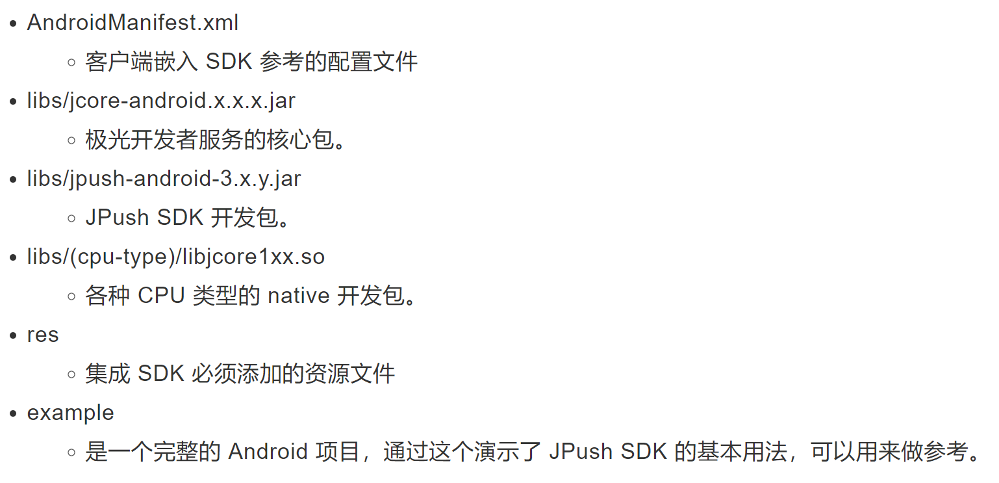 AndroidManifest.xml
客户端嵌入 SDK 参考的配置文件
libs/jcore-android.x.x.x.jar
极光开发者服务的核心包。
libs/jpush-android-3.x.y.jar
JPush SDK 开发包。
libs/(cpu-type)/libjcore1xx.so
各种 CPU 类型的 native 开发包。
res
集成 SDK 必须添加的资源文件
example
是一个完整的 Android 项目，通过这个演示了 JPush SDK 的基本用法，可以用来做参考。